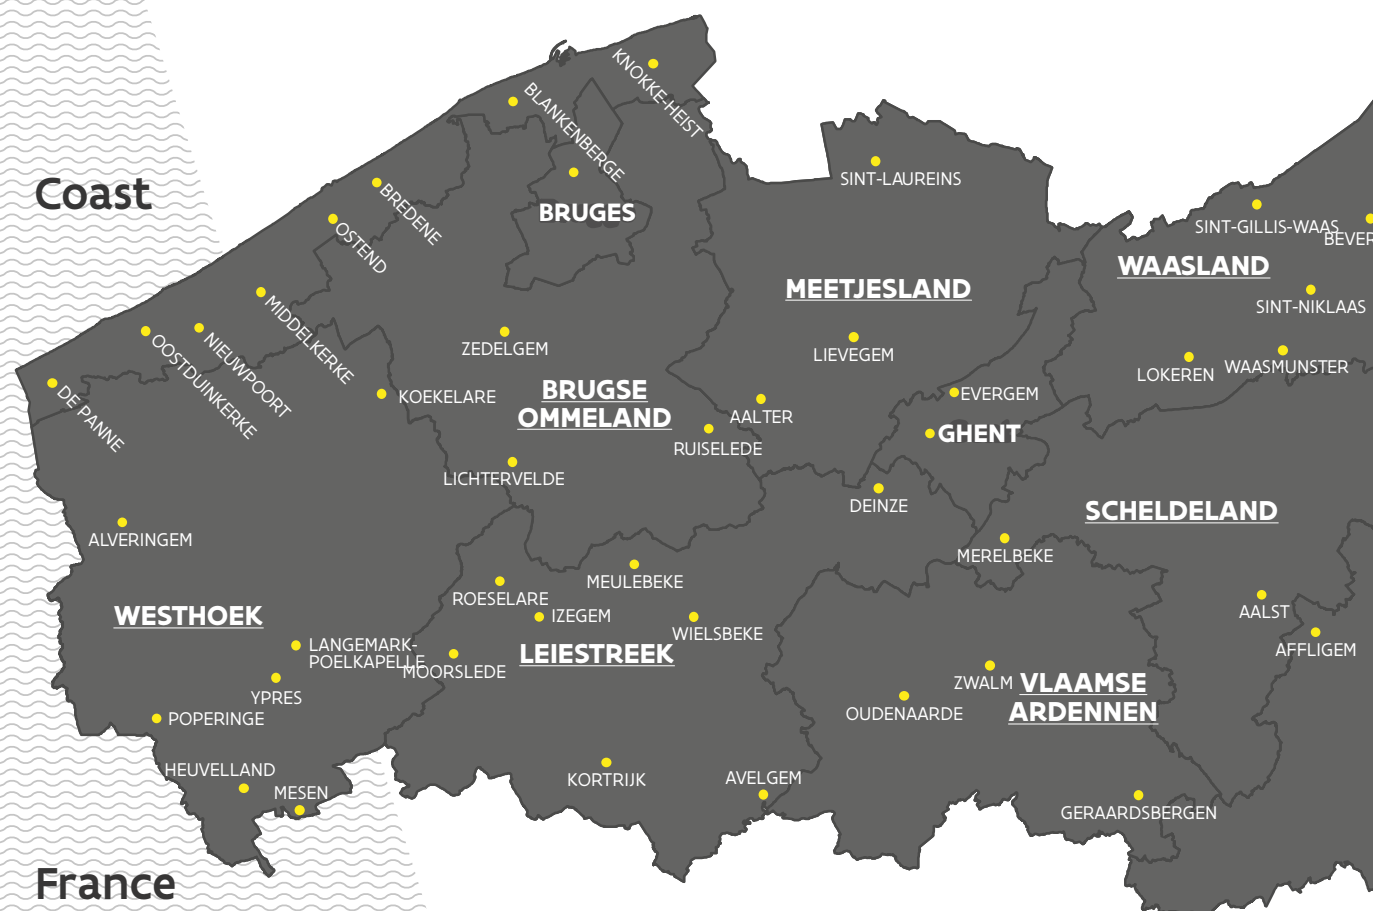 KNOKKE-HEIST
BLANKENBERGE
SINT-LAUREINS
Coast
BREDENE
BRUGES
OSTEND
SINT-GILLIS-WAAS
BEVER
WAASLAND
MEETJESLAND
MIDDELKERKE
SINT-NIKLAAS
NIEUWPOORT
OOSTDUINKERKE
ZEDELGEM
LIEVEGEM
LOKEREN
WAASMUNSTER
DE PANNE
KOEKELARE
BRUGSE
OMMELAND
EVERGEM
AALTER
GHENT
RUISELEDE
LICHTERVELDE
DEINZE
SCHELDELAND
ALVERINGEM
MERELBEKE
MEULEBEKE
ROESELARE
IZEGEM
AALST
WESTHOEK
WIELSBEKE
LANGEMARK-
POELKAPELLE
LEIESTREEK
AFFLIGEM
MOORSLEDE
ZWALM
VLAAMSE
ARDENNEN
YPRES
OUDENAARDE
POPERINGE
HEUVELLAND
KORTRIJK
AVELGEM
MESEN
GERAARDSBERGEN
France